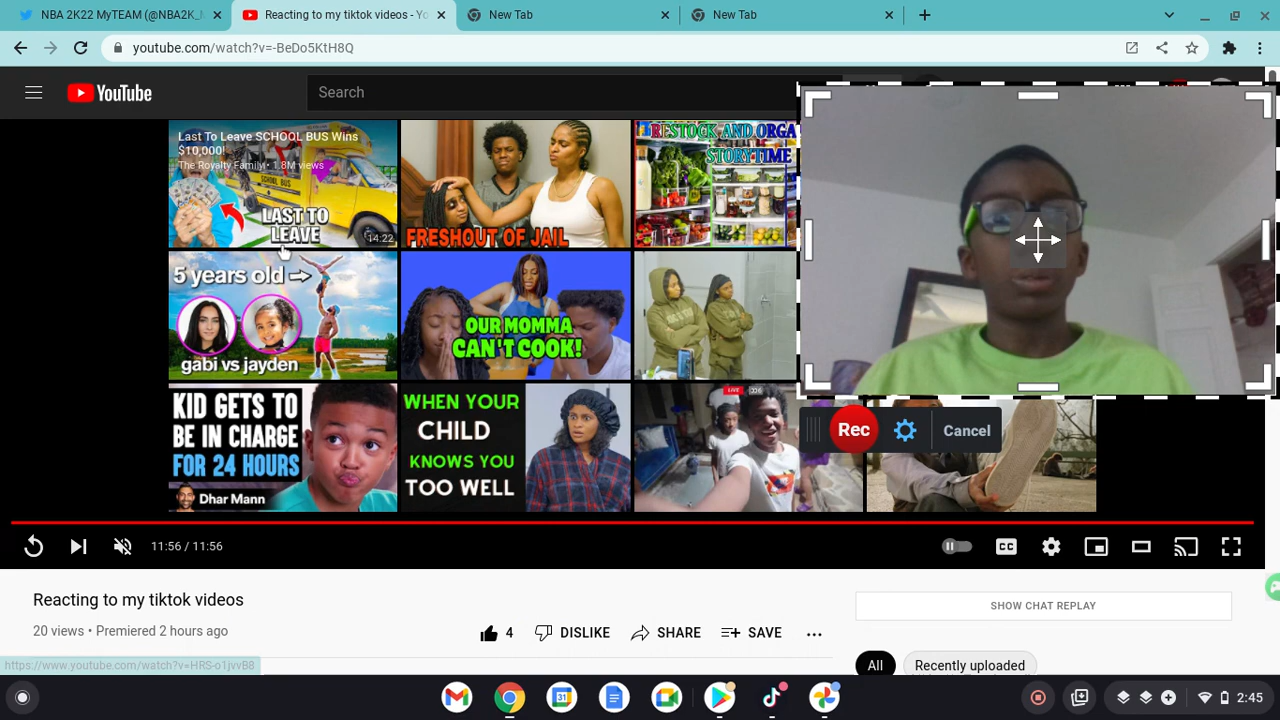 NBA 2K22 MyTEAM (@NBA2K_
Reacting to my tiktok videos - Yo
New Tab
New Tab
youtube.com/watch?v=-BeDo5KtH8Q
YouTube
Search
Last To Leave SCHOOL BUS Wins
$10,000!
The Royalty Family • 1.8M views
SCHOOL BUS
LAST TO
LEAVE
14:22
FRESHOUT OF JAIL
RESTOCK AND ORGA
STORYTIME
5 years old
gabi vs jayden
OUR MOMMA
CAN'T COOK!
KID GETS TO
BE IN CHARGE
FOR 24 HOURS
Dhar Mann
WHEN YOUR
CHILD
KNOWS YOU
TOO WELL
LIVE
Rec
Cancel
11:56 / 11:56
CC
Reacting to my tiktok videos
20 views • Premiered 2 hours ago
4
DISLIKE
SHARE
SAVE
SHOW CHAT REPLAY
All
Recently uploaded
https://www.youtube.com/watch?v=HRS-o1jvvB8
31
2:45